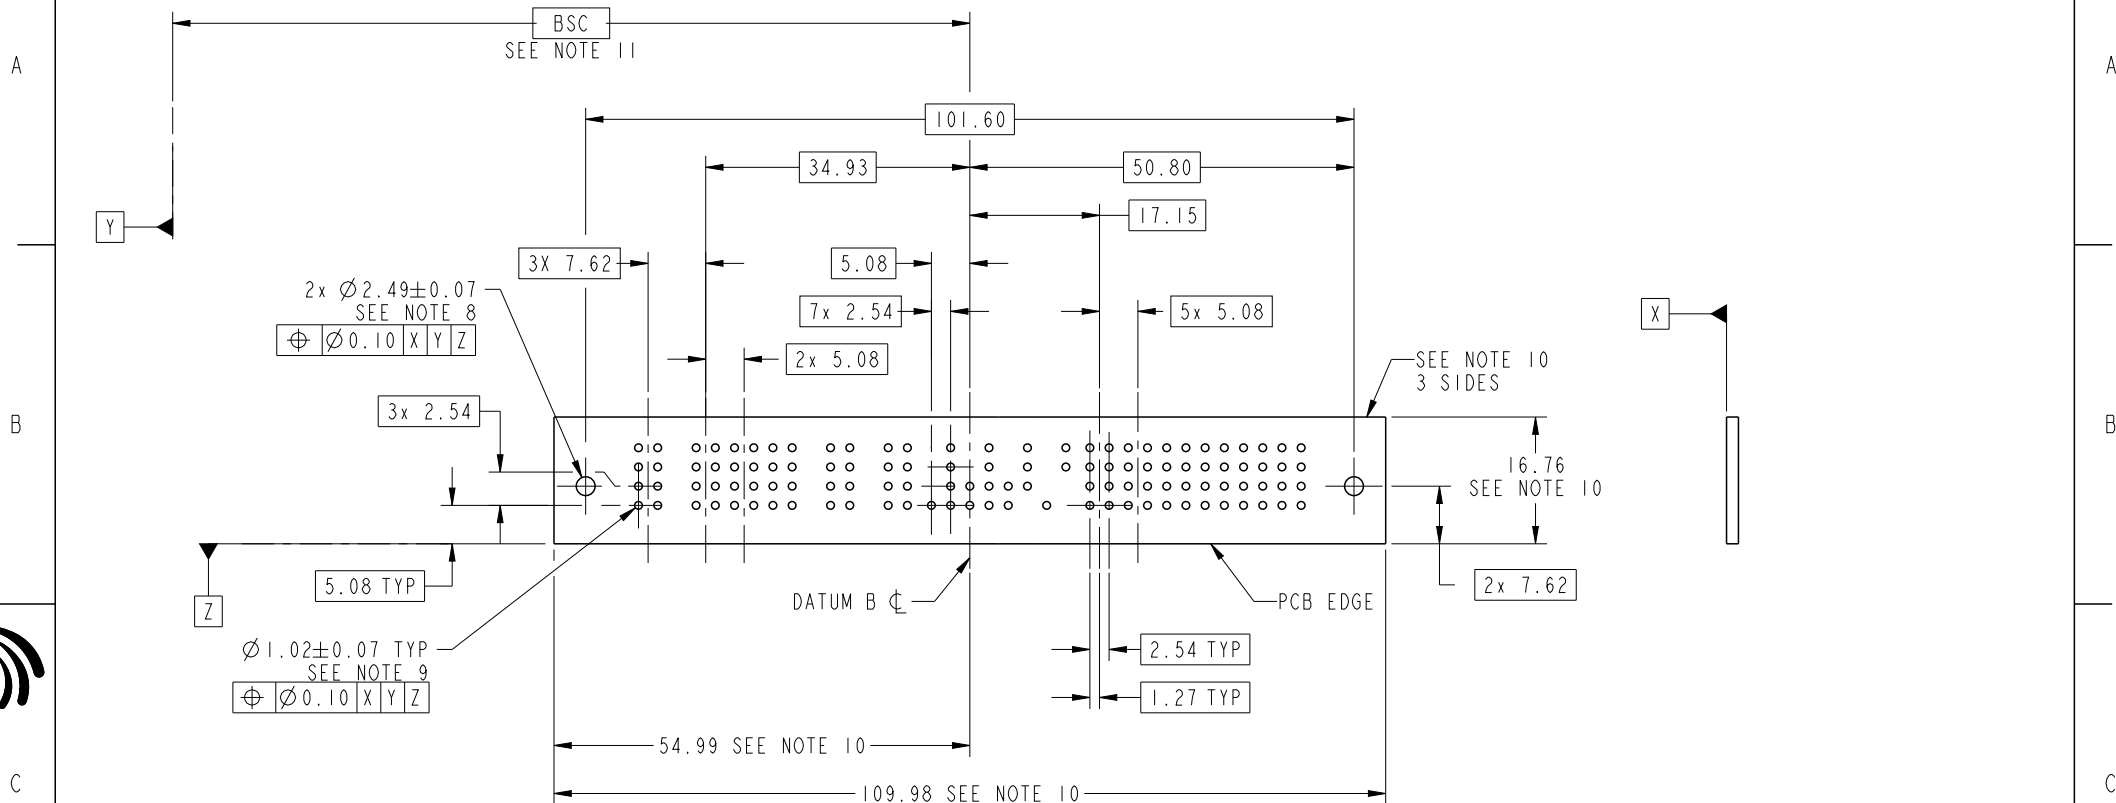 BSC
SEE NOTE 11
A
A
101.60
34.93
50.80
17.15
Y
3X 7.62
5.08
2x Ø2.49±0.07
SEE NOTE 8
⌖ Ø0.10 X Y Z
7x 2.54
5x 5.08
X
2x 5.08
SEE NOTE 10
3 SIDES
3x 2.54
B
B
16.76
SEE NOTE 10
5.08 TYP
2x 7.62
Z
DATUM B ℄
PCB EDGE
Ø1.02±0.07 TYP
SEE NOTE 9
⌖ Ø0.10 X Y Z
2.54 TYP
1.27 TYP
54.99 SEE NOTE 10
C
C
109.98 SEE NOTE 10